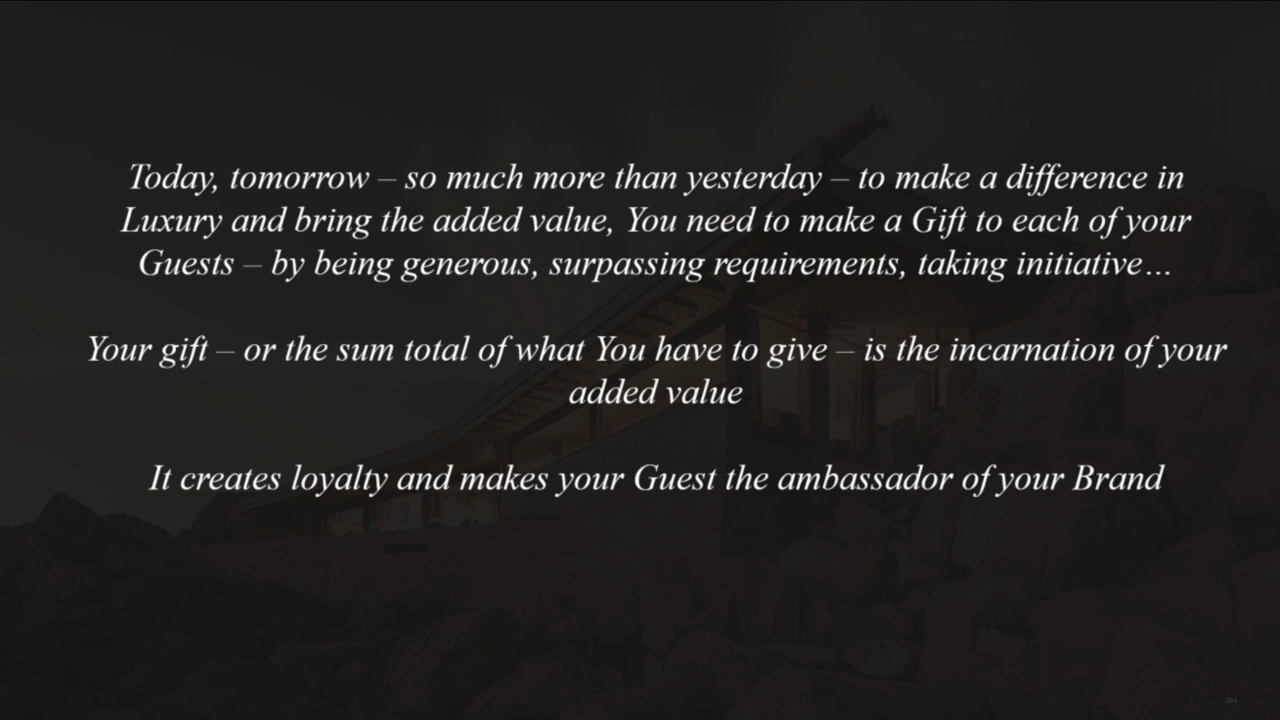 Today, tomorrow – so much more than yesterday – to make a difference in
Luxury and bring the added value, You need to make a Gift to each of your
Guests – by being generous, surpassing requirements, taking initiative…
Your gift – or the sum total of what You have to give – is the incarnation of your
added value
It creates loyalty and makes your Guest the ambassador of your Brand